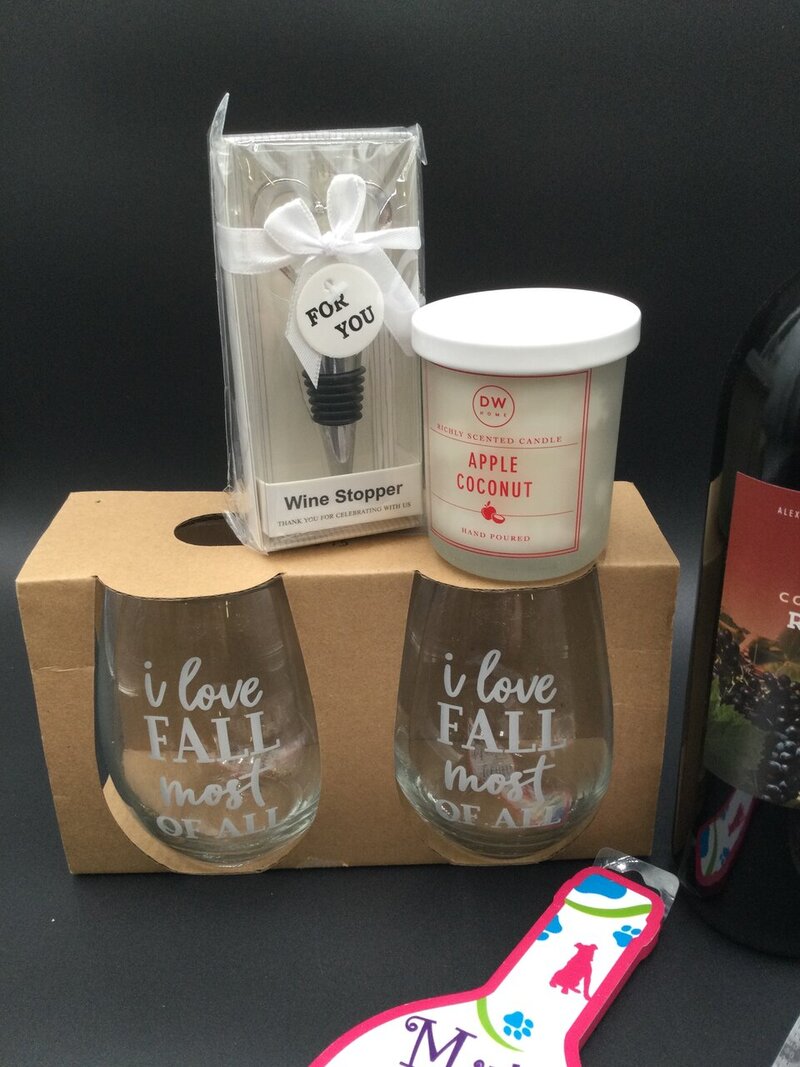 FOR
YOU
Wine Stopper
THANK YOU FOR CELEBRATING WITH US
DW
HOME
RICHLY SCENTED CANDLE
APPLE
COCONUT
HAND POURED
i love
FALL
most
OF ALL
i love
FALL
most
OF ALL